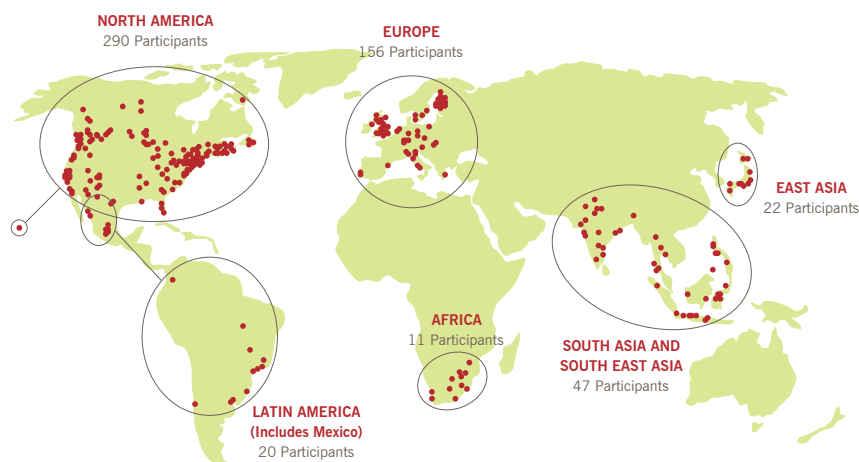 NORTH AMERICA
290 Participants
EUROPE
156 Participants
EAST ASIA
22 Participants
AFRICA
11 Participants
SOUTH ASIA AND
SOUTH EAST ASIA
47 Participants
LATIN AMERICA
(Includes Mexico)
20 Participants